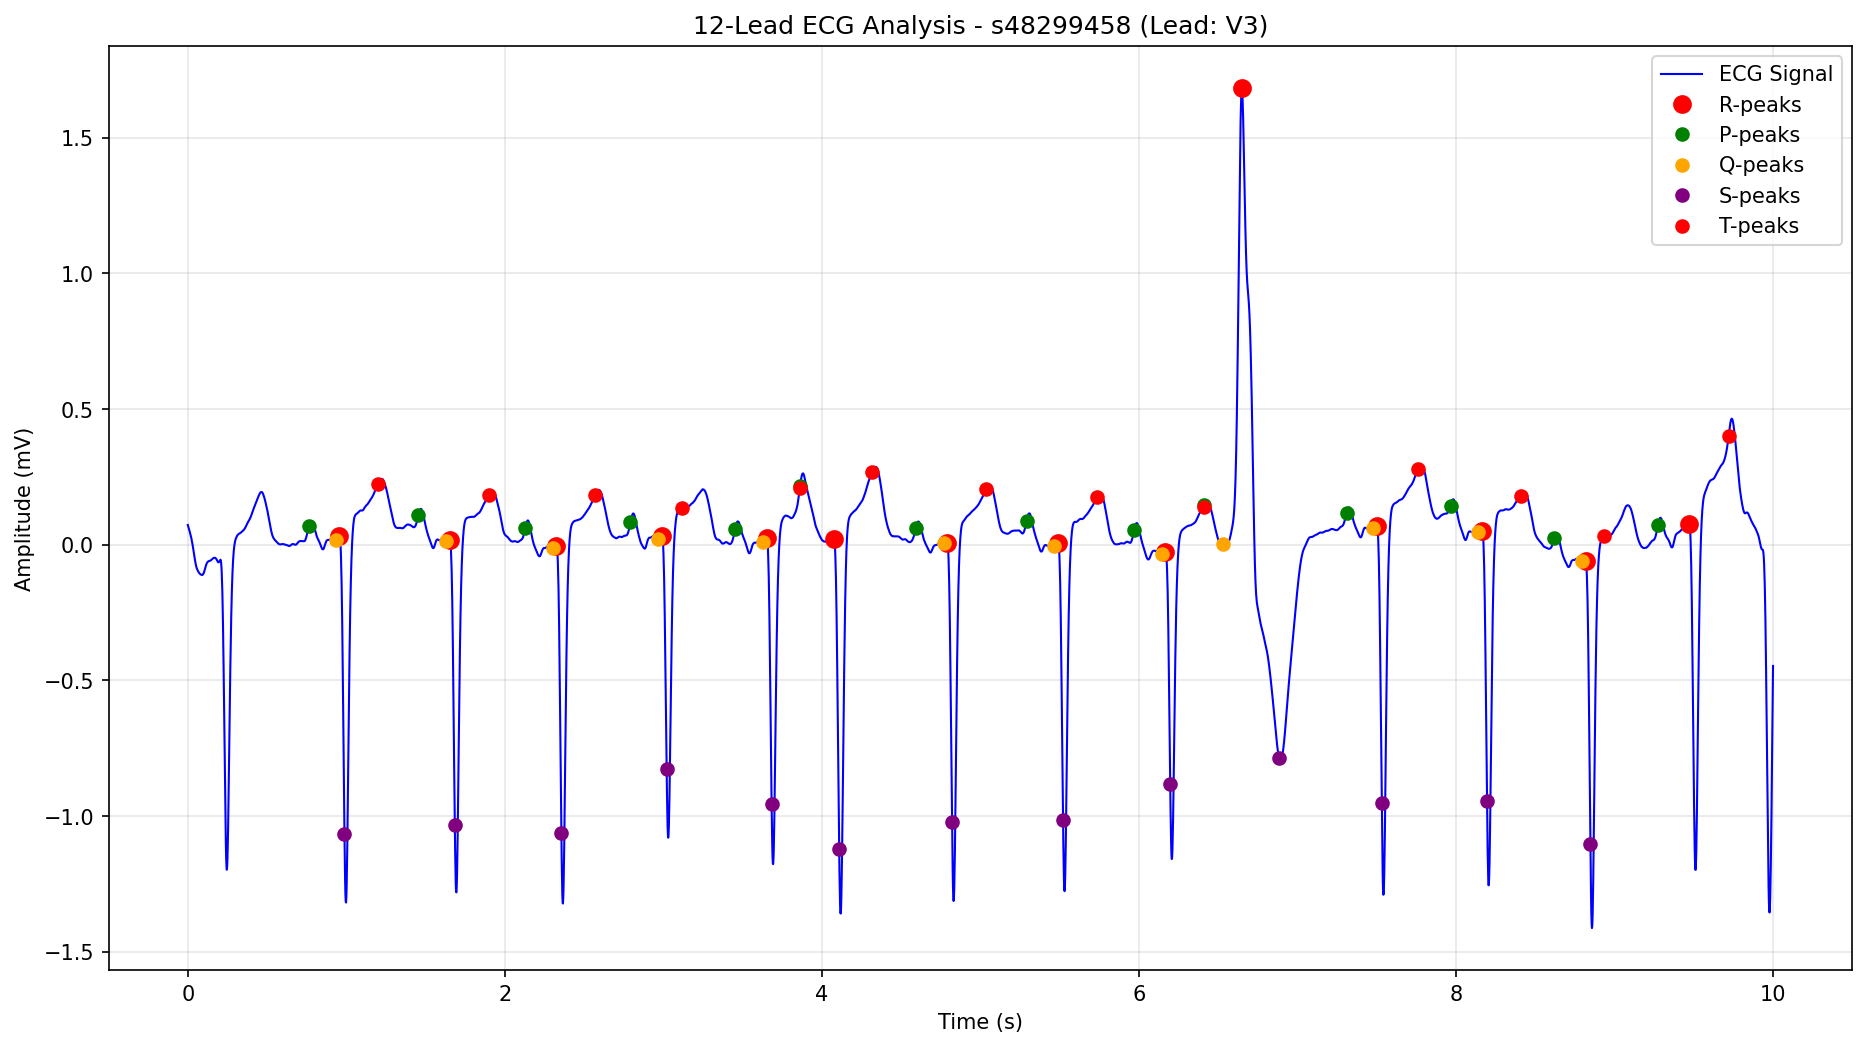 12-Lead ECG Analysis - s48299458 (Lead: V3)
ECG Signal
R-peaks
P-peaks
Q-peaks
S-peaks
T-peaks
Amplitude (mV)
1.5
1.0
0.5
0.0
−0.5
−1.0
−1.5
0 2 4 6 8 10
Time (s)